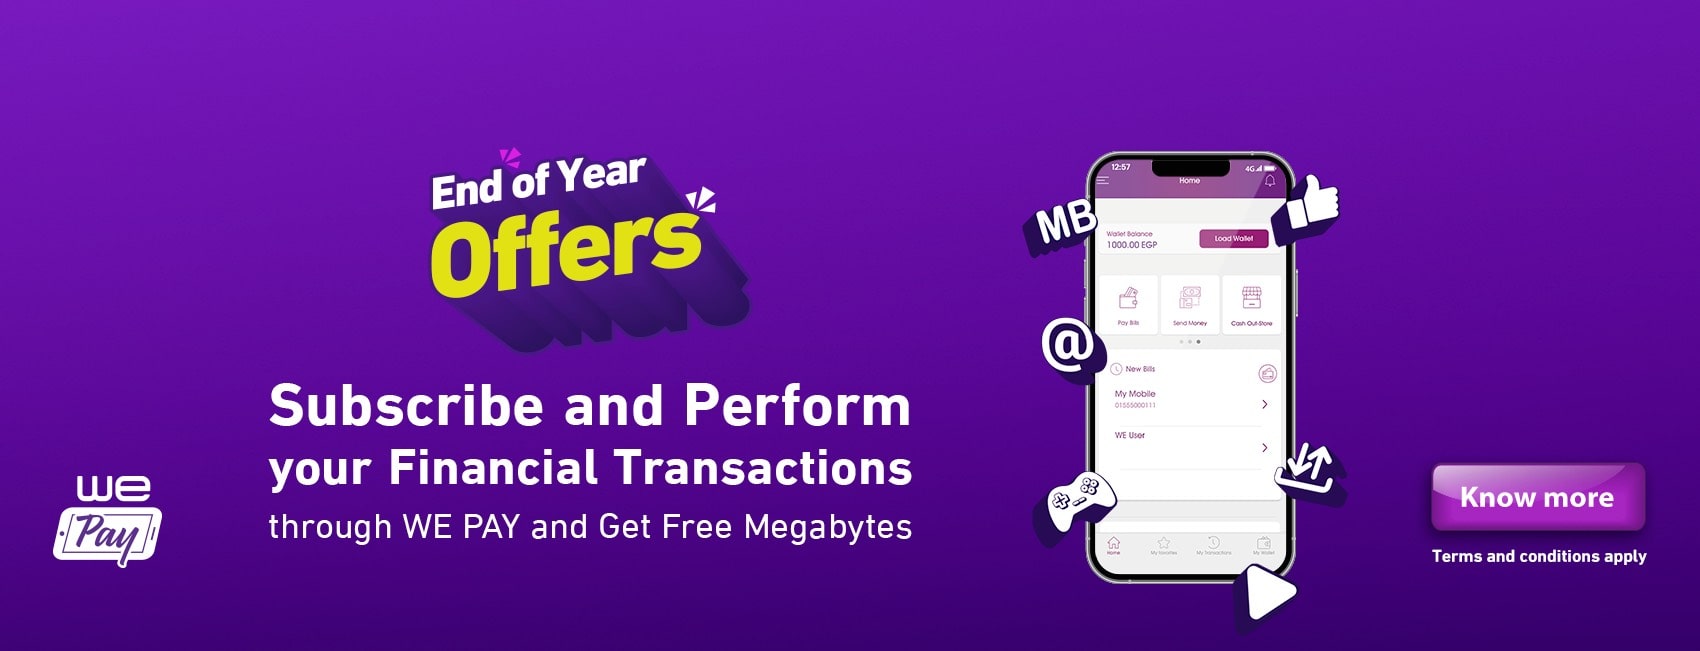 End of Year
Offers
Subscribe and Perform
your Financial Transactions
through WE PAY and Get Free Megabytes
we
Pay
12:57
4G
Home
MB
Wallet Balance
1000.00 EGP
Load Wallet
Pay Bills
Send Money
Cash Out-Store
@
New Bills
My Mobile
01555000111
WE User
Home
My favorites
My Transactions
My Wallet
Know more
Terms and conditions apply